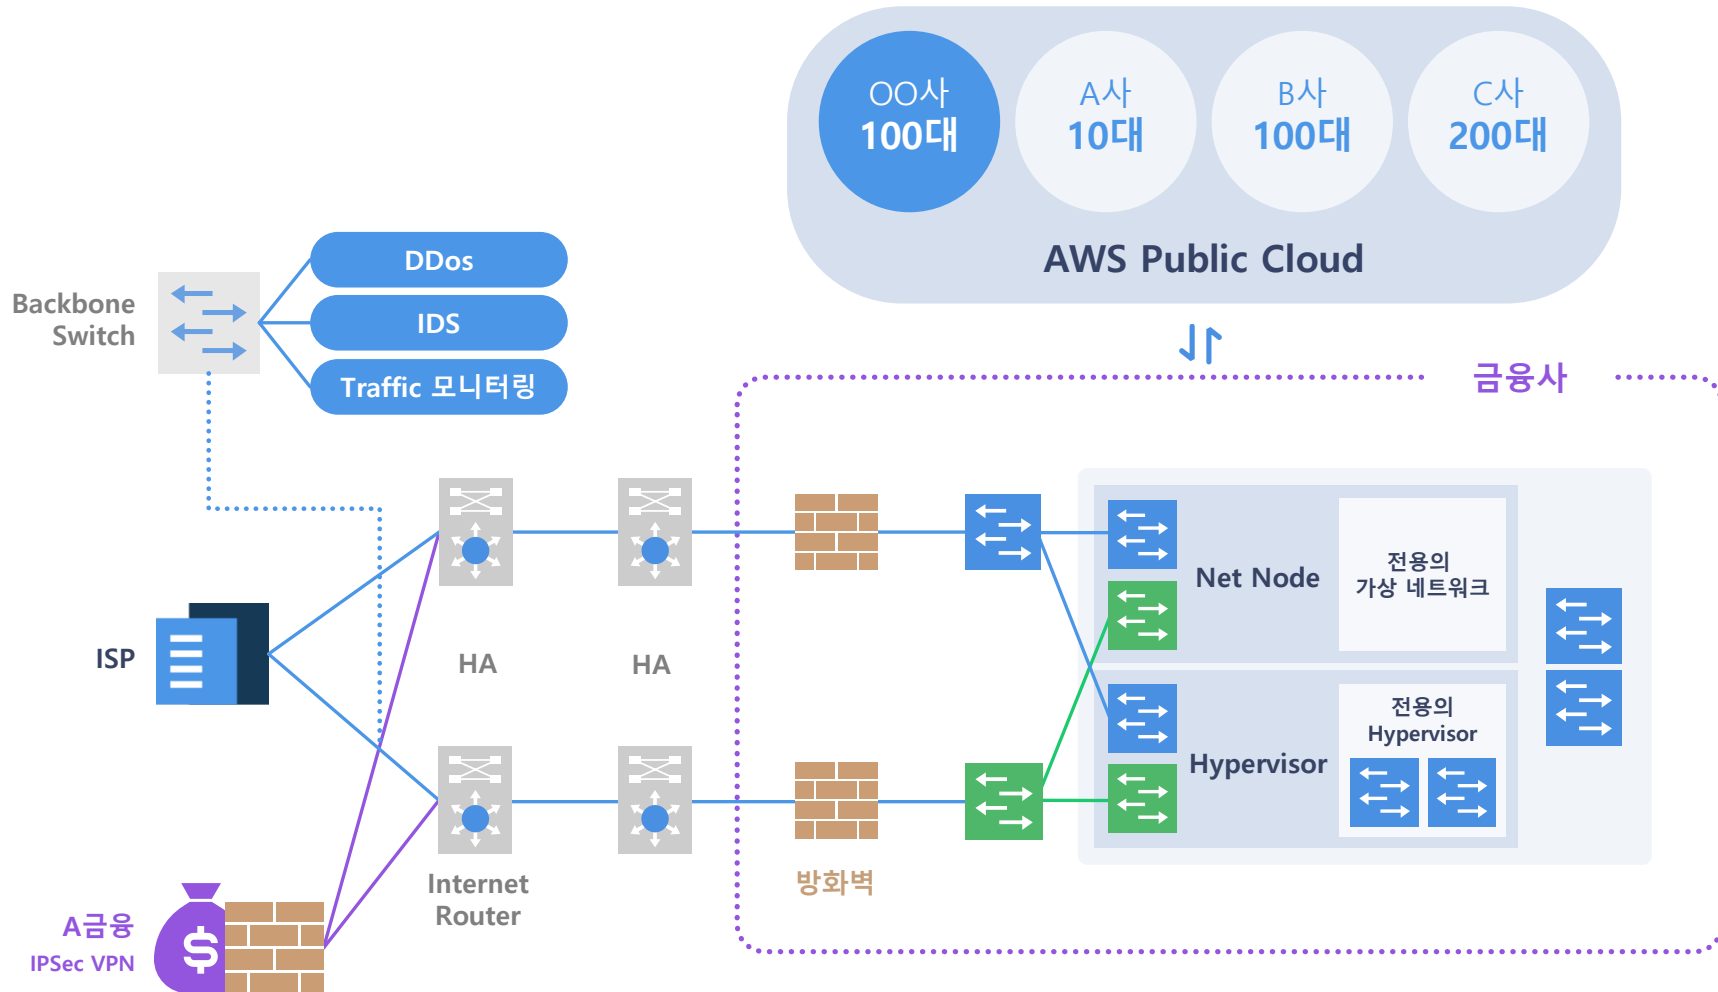 OO사
100대
A사
10대
B사
100대
C사
200대
AWS Public Cloud
Backbone
Switch
DDos
IDS
Traffic 모니터링
금융사
ISP
HA
HA
Net Node
전용의
가상 네트워크
Hypervisor
전용의
Hypervisor
Internet
Router
방화벽
A금융
IPSec VPN
$